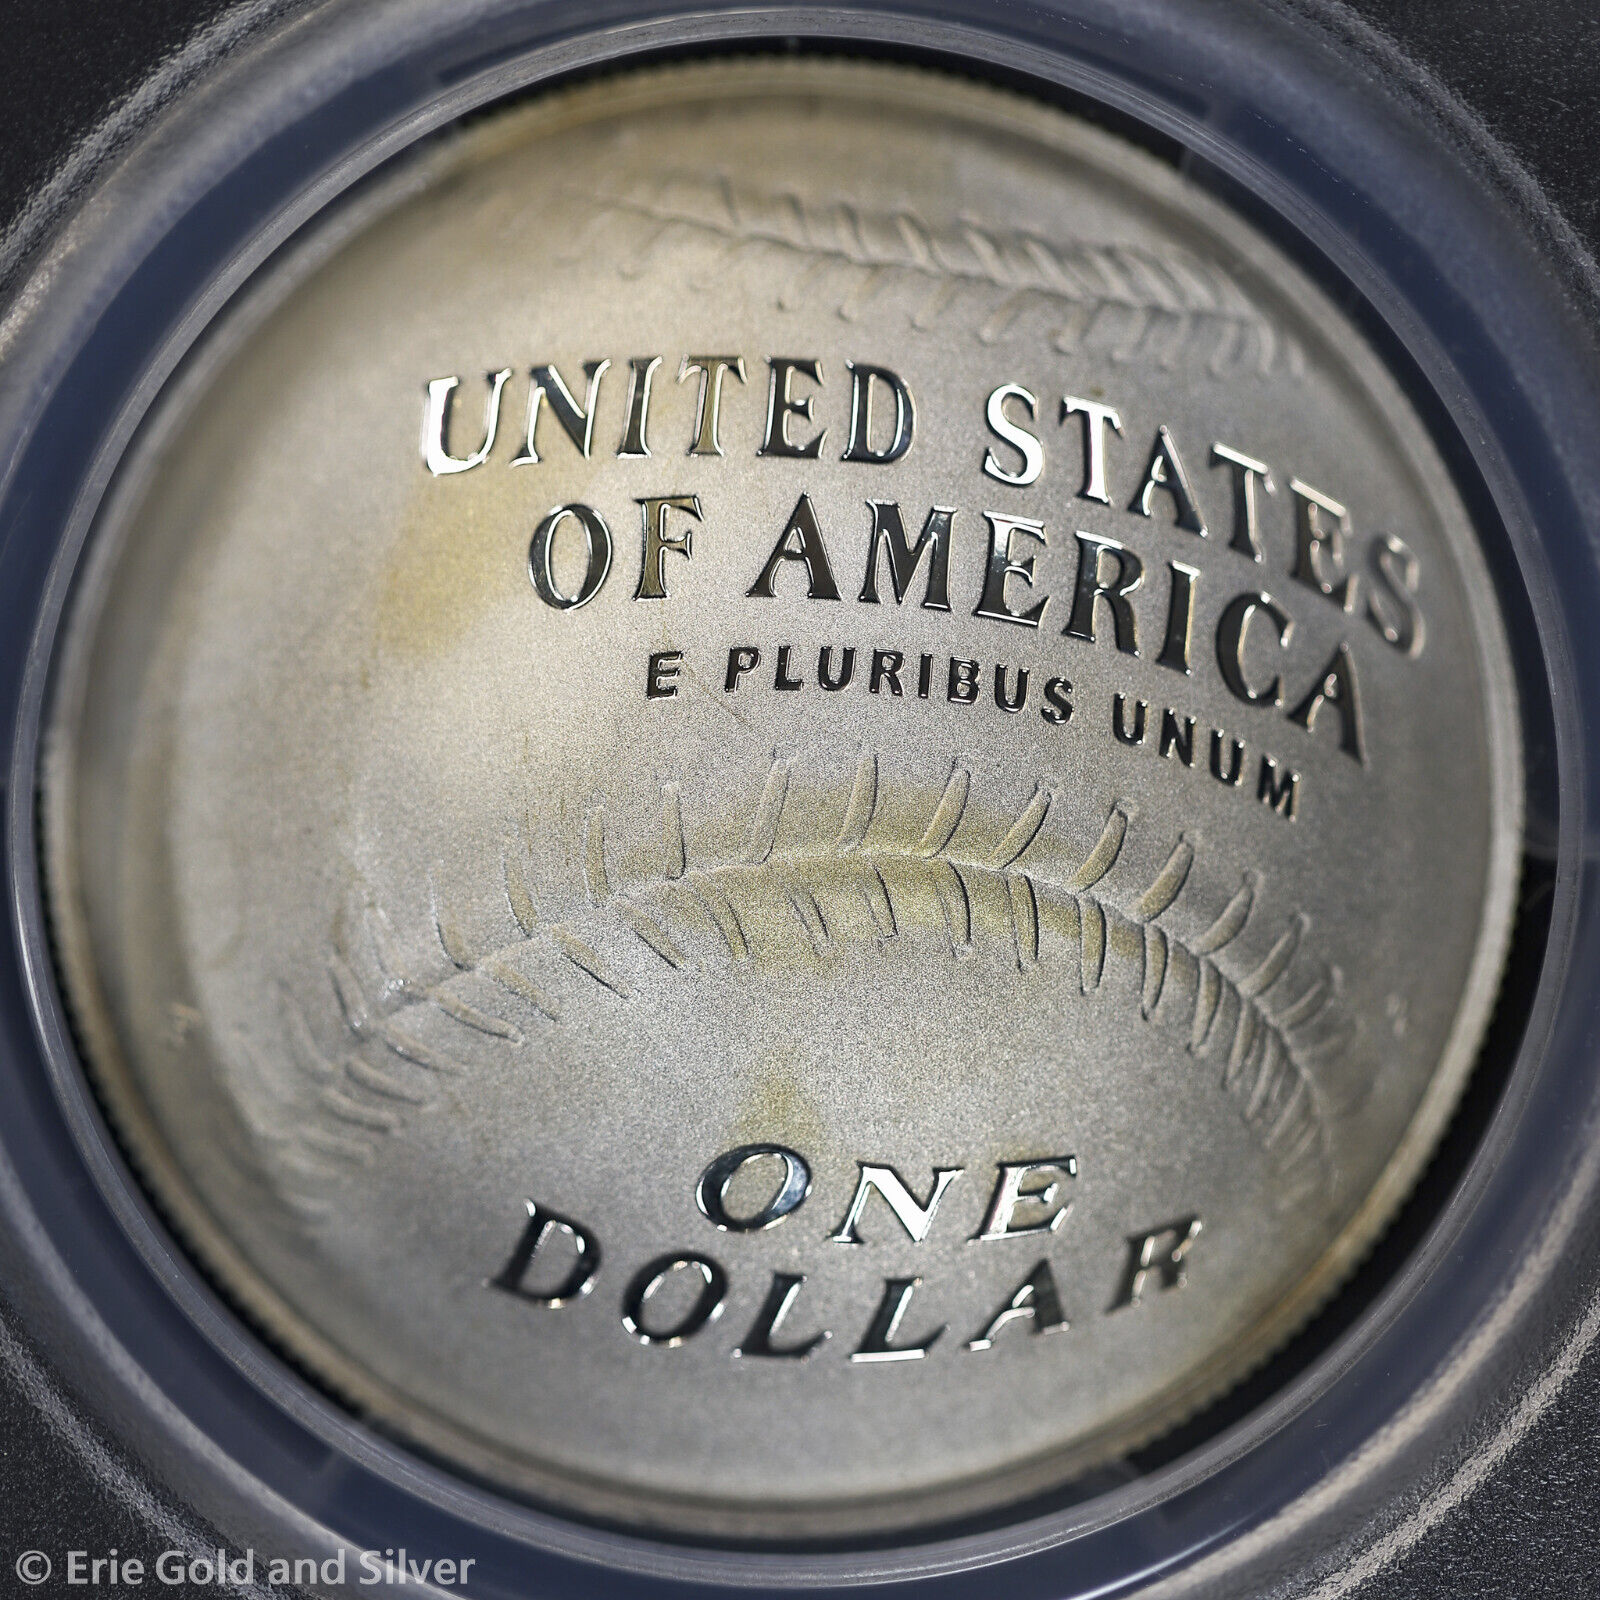 UNITED STATES
OF AMERICA
E PLURIBUS UNUM
ONE
DOLLAR
© Erie Gold and Silver